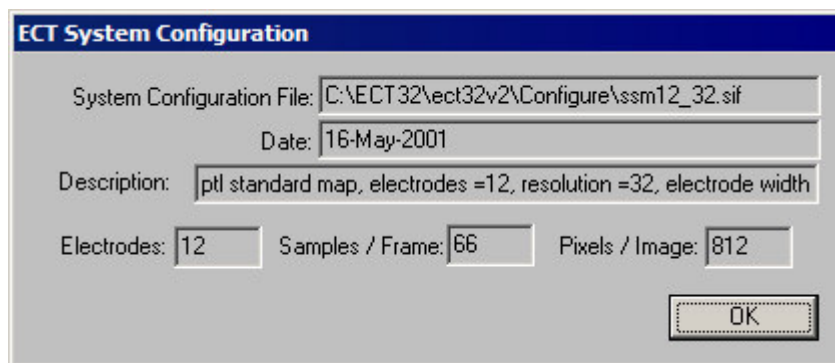 ECT System Configuration
System Configuration File: C:\ECT32\ect32v2\Configure\ssm12_32.sif
Date: 16-May-2001
Description: ptl standard map, electrodes =12, resolution =32, electrode width
Electrodes: 12 Samples / Frame: 66 Pixels / Image: 812
OK